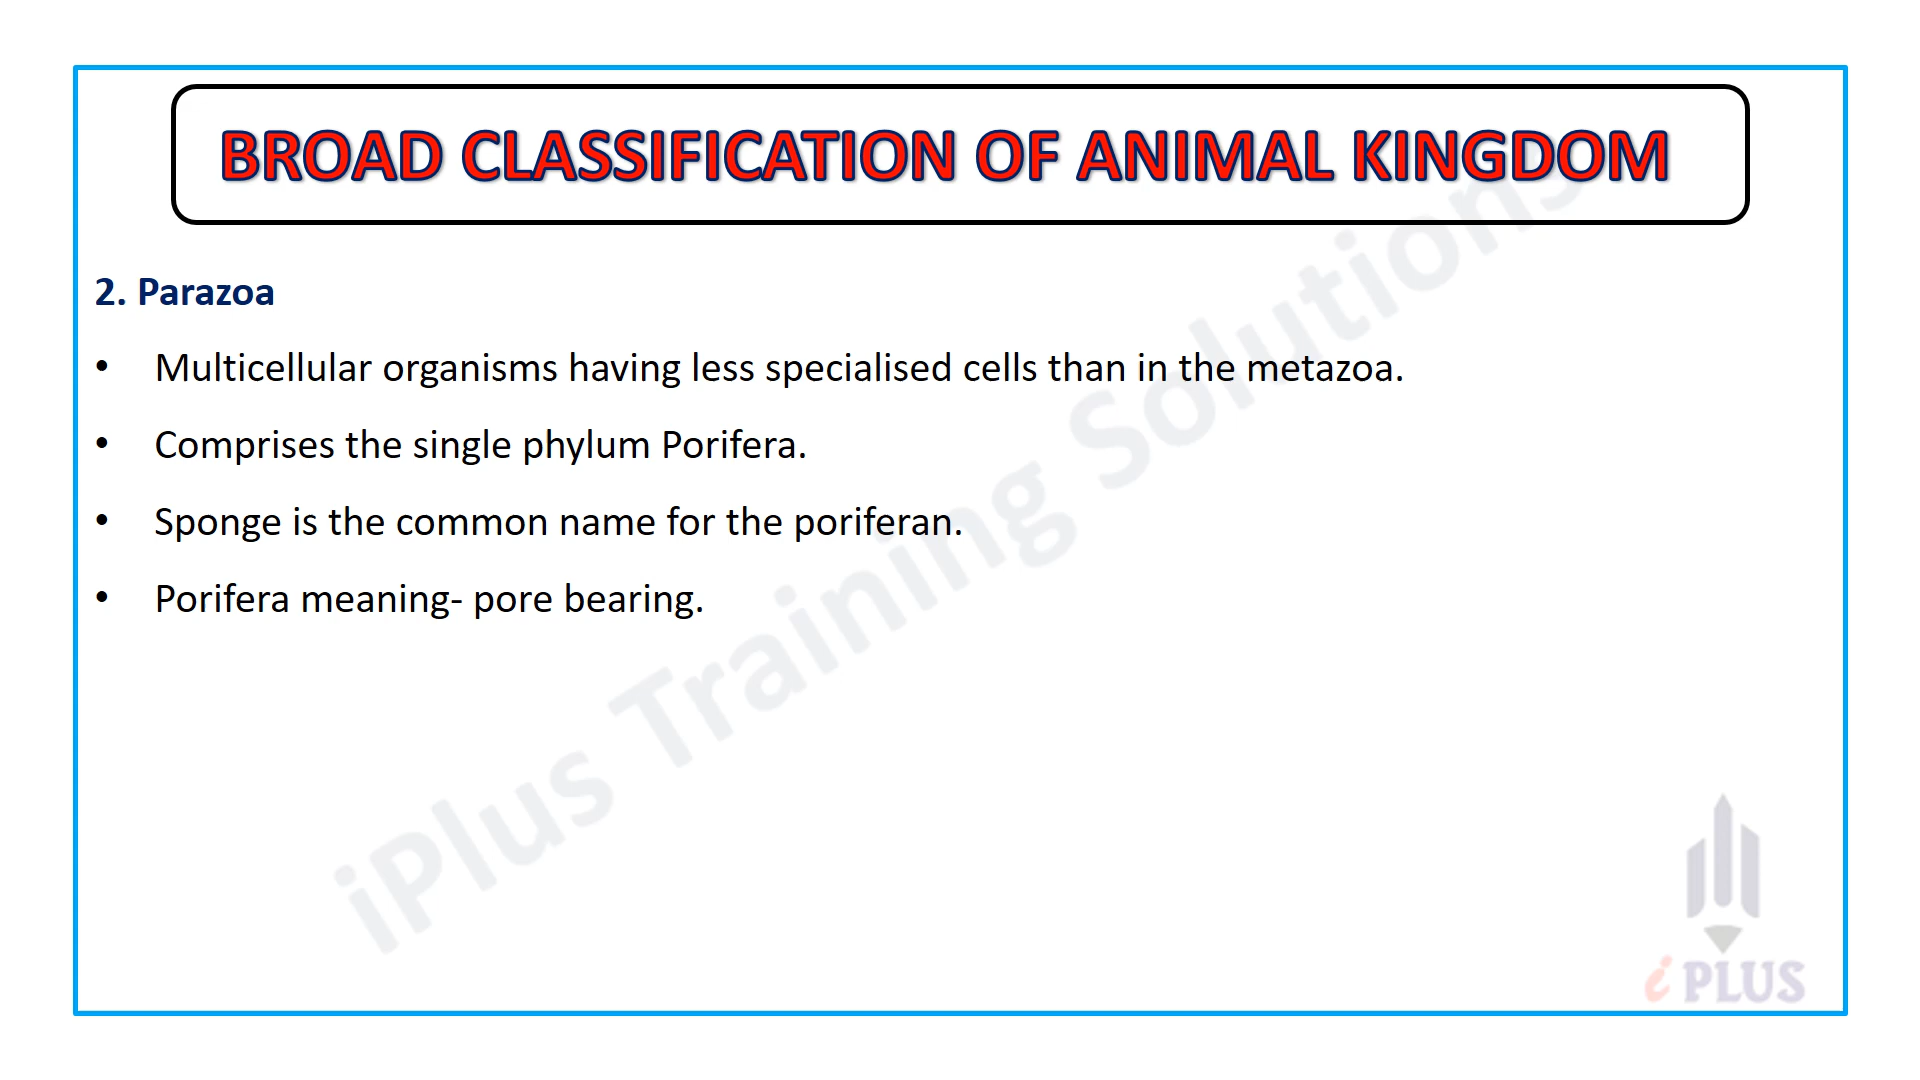 BROAD CLASSIFICATION OF ANIMAL KINGDOM
2. Parazoa
• Multicellular organisms having less specialised cells than in the metazoa.
• Comprises the single phylum Porifera.
• Sponge is the common name for the poriferan.
• Porifera meaning- pore bearing.
iPlus Training Solutions
i PLUS